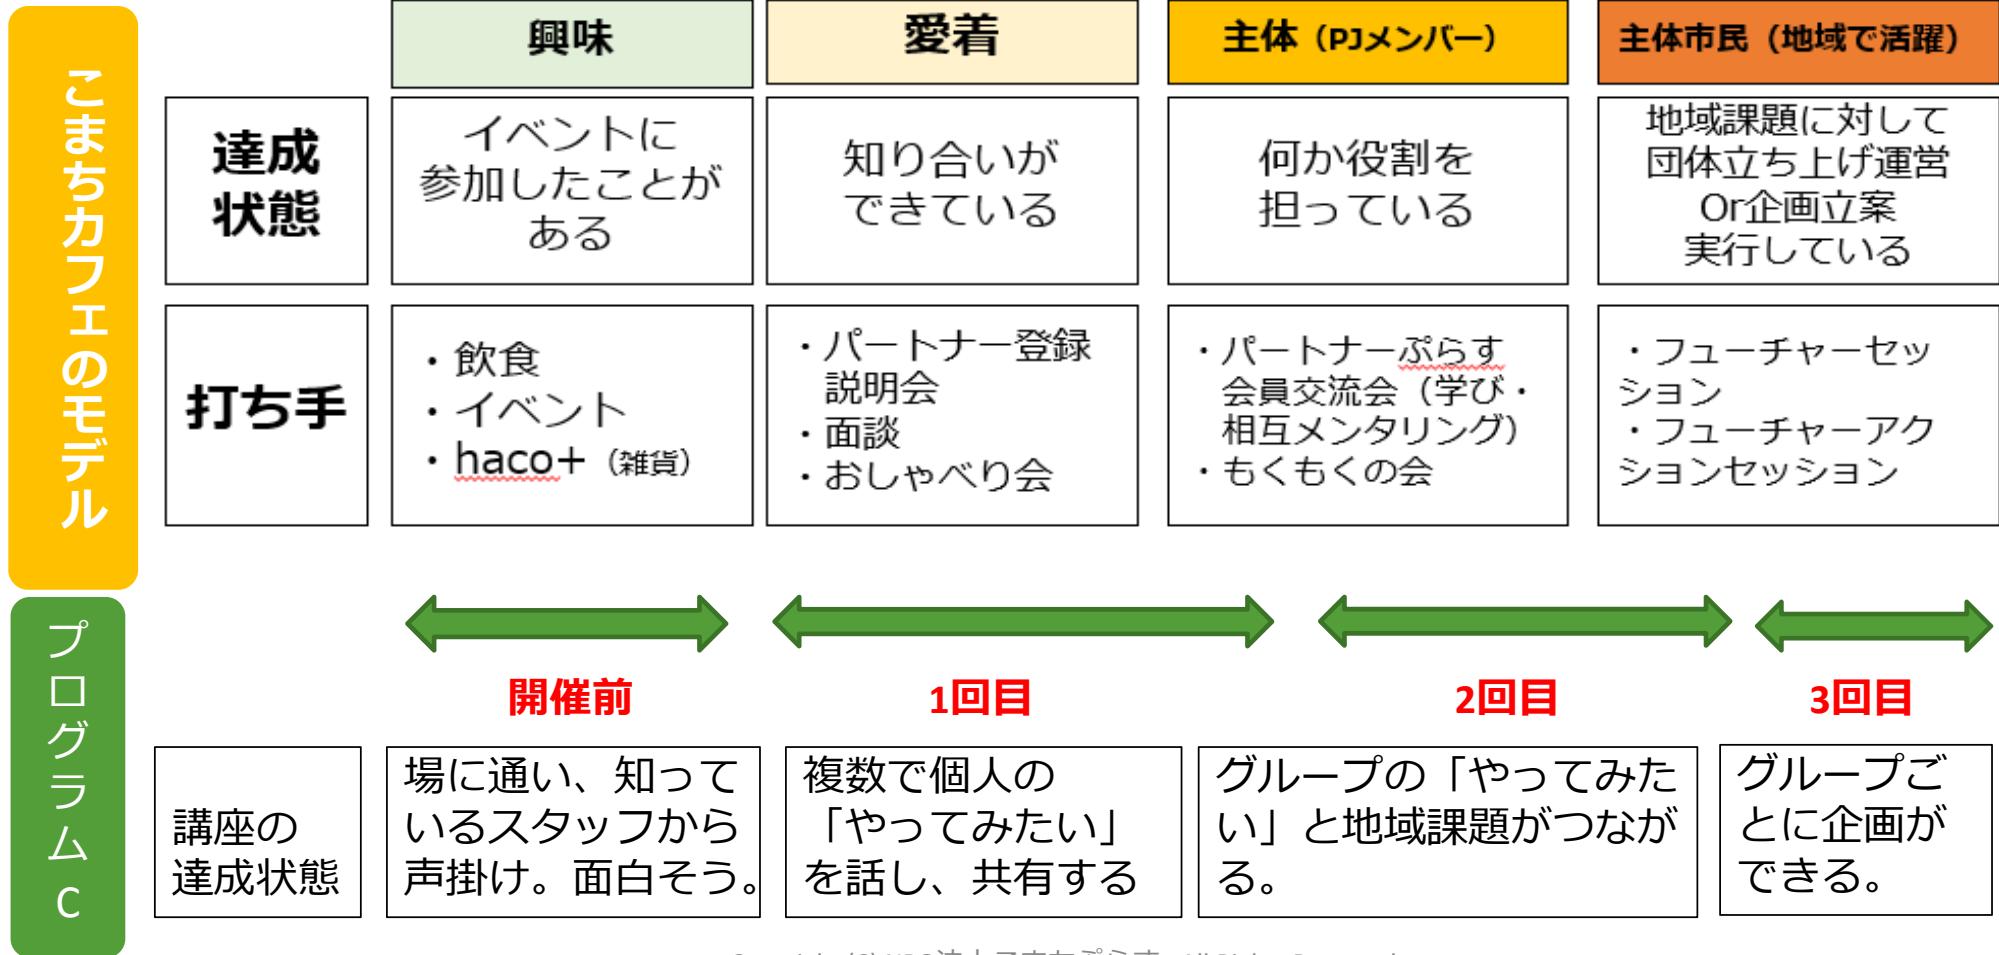 こまちカフェのモデル
興味
愛着
主体（PJメンバー）
主体市民（地域で活躍）
達成
状態
イベントに
参加したことが
ある
知り合いが
できている
何か役割を
担っている
地域課題に対して
団体立ち上げ運営
Or企画立案
実行している
打ち手
・飲食
・イベント
・haco+（雑貨）
・パートナー登録
説明会
・面談
・おしゃべり会
・パートナーぷらす
会員交流会（学び・
相互メンタリング）
・もくもくの会
・フューチャーセッ
ション
・フューチャーアク
ションセッション
プログラムC
開催前
1回目
2回目
3回目
講座の
達成状態
場に通い、知って
いるスタッフから
声掛け。面白そう。
複数で個人の
「やってみたい」
を話し、共有する
グループの「やってみた
い」と地域課題がつなが
る。
グループご
とに企画が
できる。